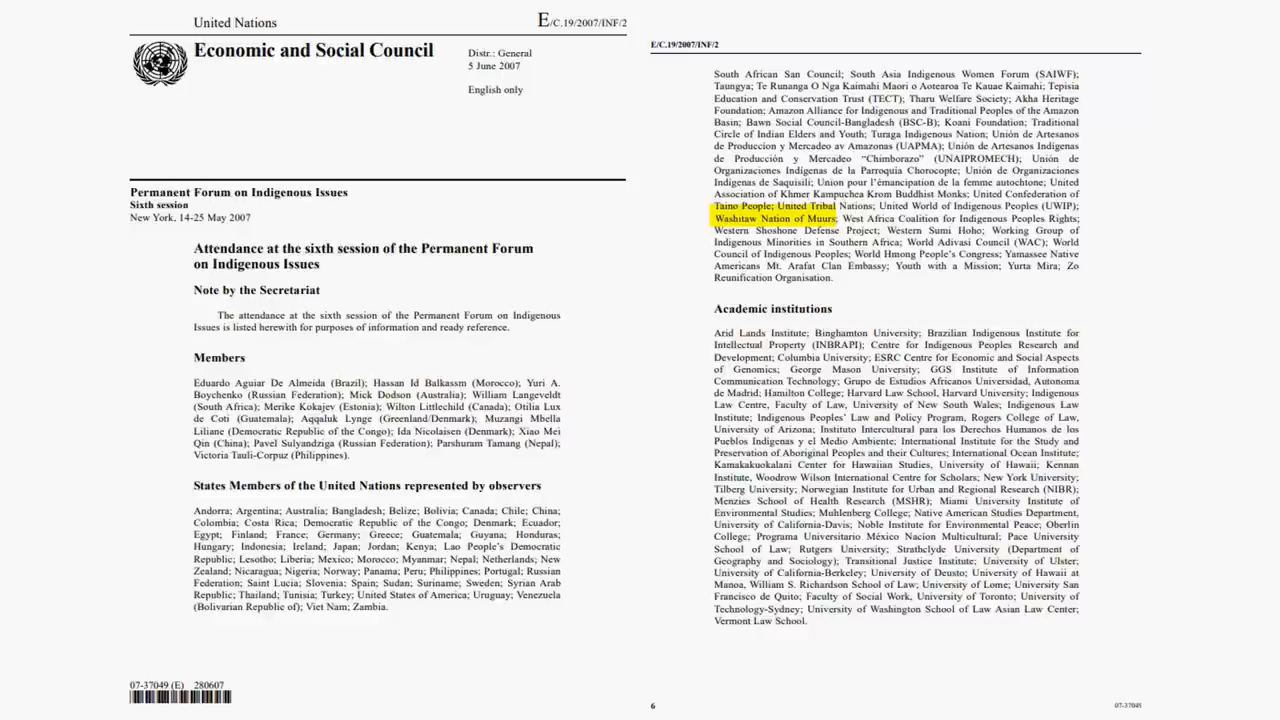 United Nations
E/C.19/2007/INF/2
Economic and Social Council
Distr.: General
5 June 2007
English only
Permanent Forum on Indigenous Issues
Sixth session
New York, 14-25 May 2007
Attendance at the sixth session of the Permanent Forum
on Indigenous Issues
Note by the Secretariat
The attendance at the sixth session of the Permanent Forum on Indigenous
Issues is listed herewith for purposes of information and ready reference.
Members
Eduardo Aguiar De Almeida (Brazil); Hassan Id Balkassm (Morocco); Yuri A.
Boychenko (Russian Federation); Mick Dodson (Australia); William Langeveldt
(South Africa); Merike Kokajev (Estonia); Wilton Littlechild (Canada); Otilia Lux
de Coti (Guatemala); Aqqaluk Lynge (Greenland/Denmark); Muzangi Mbella
Liliane (Democratic Republic of the Congo); Ida Nicolaisen (Denmark); Xiao Mei
Qin (China); Pavel Sulyandziga (Russian Federation); Parshuram Tamang (Nepal);
Victoria Tauli-Corpuz (Philippines).
States Members of the United Nations represented by observers
Andorra; Argentina; Australia; Bangladesh; Belize; Bolivia; Canada; Chile; China;
Colombia; Costa Rica; Democratic Republic of the Congo; Denmark; Ecuador;
Egypt; Finland; France; Germany; Greece; Guatemala; Guyana; Honduras;
Hungary; Indonesia; Ireland; Japan; Jordan; Kenya; Lao People's Democratic
Republic; Lesotho; Liberia; Mexico; Morocco; Myanmar; Nepal; Netherlands; New
Zealand; Nicaragua; Nigeria; Norway; Panama; Peru; Philippines; Portugal; Russian
Federation; Saint Lucia; Slovenia; Spain; Sudan; Suriname; Sweden; Syrian Arab
Republic; Thailand; Tunisia; Turkey; United States of America; Uruguay; Venezuela
(Bolivarian Republic of); Viet Nam; Zambia.
07-37049 (E) 280607
E/C.19/2007/INF/2
South African San Council; South Asia Indigenous Women Forum (SAIWF);
Taungya; Te Runanga O Nga Kaimahi Maori o Aotearoa Te Kauae Kaimahi; Tepisia
Education and Conservation Trust (TECT); Tharu Welfare Society; Akha Heritage
Foundation; Amazon Alliance for Indigenous and Traditional Peoples of the Amazon
Basin; Bawn Social Council-Bangladesh (BSC-B); Koani Foundation; Traditional
Circle of Indian Elders and Youth; Turaga Indigenous Nation; Unión de Artesanos
de Produccíon y Mercadeo av Amazonas (UAPMA); Unión de Artesanos Indígenas
de Producción y Mercadeo “Chimborazo” (UNAIPROMECH); Unión de
Organizaciones Indígenas de la Parroquia Chorocopte; Unión de Organizaciones
Indígenas de Saquisili; Union pour l'émancipation de la femme autochtone; United
Association of Khmer Kampuchea Krom Buddhist Monks; United Confederation of
Taino People; United Tribal Nations; United World of Indigenous Peoples (UWIP);
Washitaw Nation of Muurs; West Africa Coalition for Indigenous Peoples Rights;
Western Shoshone Defense Project; Western Sumi Hoho; Working Group of
Indigenous Minorities in Southern Africa; World Adivasi Council (WAC); World
Council of Indigenous Peoples; World Hmong People's Congress; Yamassee Native
Americans Mt. Arafat Clan Embassy; Youth with a Mission; Yurta Mira; Zo
Reunification Organisation.
Academic institutions
Arid Lands Institute; Binghamton University; Brazilian Indigenous Institute for
Intellectual Property (INBRAPI); Centre for Indigenous Peoples Research and
Development; Columbia University; ESRC Centre for Economic and Social Aspects
of Genomics; George Mason University; GGS Institute of Information
Communication Technology; Grupo de Estudios Africanos Universidad, Autonoma
de Madrid; Hamilton College; Harvard Law School, Harvard University; Indigenous
Law Centre, Faculty of Law, University of New South Wales; Indigenous Law
Institute; Indigenous Peoples' Law and Policy Program, Rogers College of Law,
University of Arizona; Instituto Intercultural para los Derechos Humanos de los
Pueblos Indigenas y el Medio Ambiente; International Institute for the Study and
Preservation of Aboriginal Peoples and their Cultures; International Ocean Institute;
Kamakakuokalani Center for Hawaiian Studies, University of Hawaii; Kennan
Institute, Woodrow Wilson International Centre for Scholars; New York University;
Tilberg University; Norwegian Institute for Urban and Regional Research (NIBR);
Menzies School of Health Research (MSHR); Miami University Institute of
Environmental Studies; Muhlenberg College; Native American Studies Department,
University of California-Davis; Noble Institute for Environmental Peace; Oberlin
College; Programa Universitario México Nacion Multicultural; Pace University
School of Law; Rutgers University; Strathclyde University (Department of
Geography and Sociology); Transitional Justice Institute; University of Ulster;
University of California-Berkeley; University of Deusto; University of Hawaii at
Manoa, William S. Richardson School of Law; University of Lome; University San
Francisco de Quito; Faculty of Social Work, University of Toronto; University of
Technology-Sydney; University of Washington School of Law Asian Law Center;
Vermont Law School.
6
07-37049